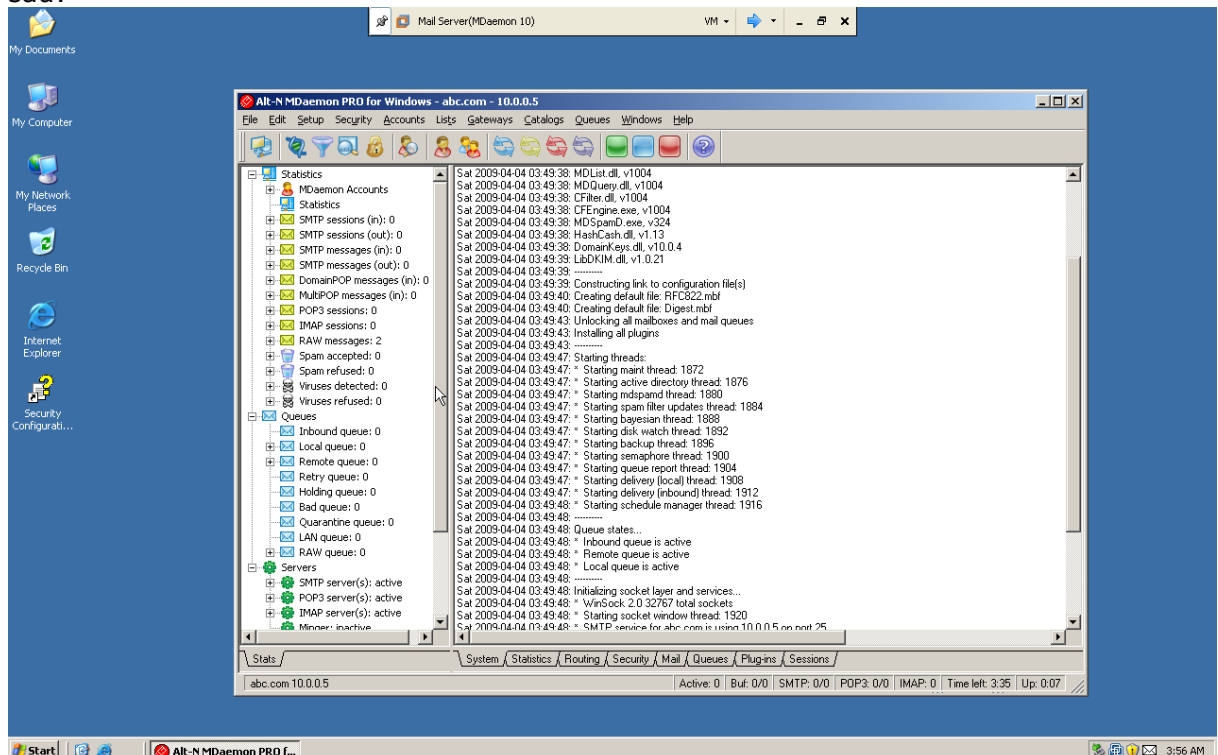 sau:
Mail Server(MDaemon 10)
VM
My Documents
My Computer
My Network
Places
Recycle Bin
Internet
Explorer
Security
Configurati...
Alt-N MDaemon PRO for Windows - abc.com - 10.0.0.5
File Edit Setup Security Accounts Lists Gateways Catalogs Queues Windows Help
Statistics
MDaemon Accounts
Statistics
SMTP sessions (in): 0
SMTP sessions (out): 0
SMTP messages (in): 0
SMTP messages (out): 0
DomainPOP messages (in): 0
MultiPOP messages (in): 0
POP3 sessions: 0
IMAP sessions: 0
RAW messages: 2
Spam accepted: 0
Spam refused: 0
Viruses detected: 0
Viruses refused: 0
Queues
Inbound queue: 0
Local queue: 0
Remote queue: 0
Retry queue: 0
Holding queue: 0
Bad queue: 0
Quarantine queue: 0
LAN queue: 0
RAW queue: 0
Servers
SMTP server(s): active
POP3 server(s): active
IMAP server(s): active
Minger: inactive
Sat 2009-04-04 03:49:38: MDList.dll, v1004
Sat 2009-04-04 03:49:38: MDQuery.dll, v1004
Sat 2009-04-04 03:49:38: CFilter.dll, v1004
Sat 2009-04-04 03:49:38: CFEngine.exe, v1004
Sat 2009-04-04 03:49:38: MDSpamD.exe, v324
Sat 2009-04-04 03:49:38: HashCash.dll, v1.13
Sat 2009-04-04 03:49:38: DomainKeys.dll, v10.0.4
Sat 2009-04-04 03:49:39: LibDKIM.dll, v1.0.21
Sat 2009-04-04 03:49:39: ----------
Sat 2009-04-04 03:49:39: Constructing link to configuration file(s)
Sat 2009-04-04 03:49:40: Creating default file: RFC822.mbf
Sat 2009-04-04 03:49:40: Creating default file: Digest.mbf
Sat 2009-04-04 03:49:43: Unlocking all mailboxes and mail queues
Sat 2009-04-04 03:49:43: Installing all plugins
Sat 2009-04-04 03:49:43: ----------
Sat 2009-04-04 03:49:47: Starting threads:
Sat 2009-04-04 03:49:47: * Starting maint thread: 1872
Sat 2009-04-04 03:49:47: * Starting active directory thread: 1876
Sat 2009-04-04 03:49:47: * Starting mdspamd thread: 1880
Sat 2009-04-04 03:49:47: * Starting spam filter updates thread: 1884
Sat 2009-04-04 03:49:47: * Starting bayesian thread: 1888
Sat 2009-04-04 03:49:47: * Starting disk watch thread: 1892
Sat 2009-04-04 03:49:47: * Starting backup thread: 1896
Sat 2009-04-04 03:49:47: * Starting semaphore thread: 1900
Sat 2009-04-04 03:49:47: * Starting queue report thread: 1904
Sat 2009-04-04 03:49:47: * Starting delivery (local) thread: 1908
Sat 2009-04-04 03:49:47: * Starting delivery (inbound) thread: 1912
Sat 2009-04-04 03:49:48: * Starting schedule manager thread: 1916
Sat 2009-04-04 03:49:48: ----------
Sat 2009-04-04 03:49:48: Queue states...
Sat 2009-04-04 03:49:48: * Inbound queue is active
Sat 2009-04-04 03:49:48: * Remote queue is active
Sat 2009-04-04 03:49:48: * Local queue is active
Sat 2009-04-04 03:49:48: ----------
Sat 2009-04-04 03:49:48: Initializing socket layer and services...
Sat 2009-04-04 03:49:48: * WinSock 2.0 32767 total sockets
Sat 2009-04-04 03:49:48: * Starting socket window thread: 1920
Sat 2009-04-04 03:49:48: * SMTP service for abc.com is using 10.0.0.5 on port 25
Stats
System Statistics Routing Security Mail Queues Plug-ins Sessions
abc.com 10.0.0.5
Active: 0 Buf: 0/0 SMTP: 0/0 POP3: 0/0 IMAP: 0 Time left: 3:35 Up: 0:07
Start
Alt-N MDaemon PRO f...
3:56 AM